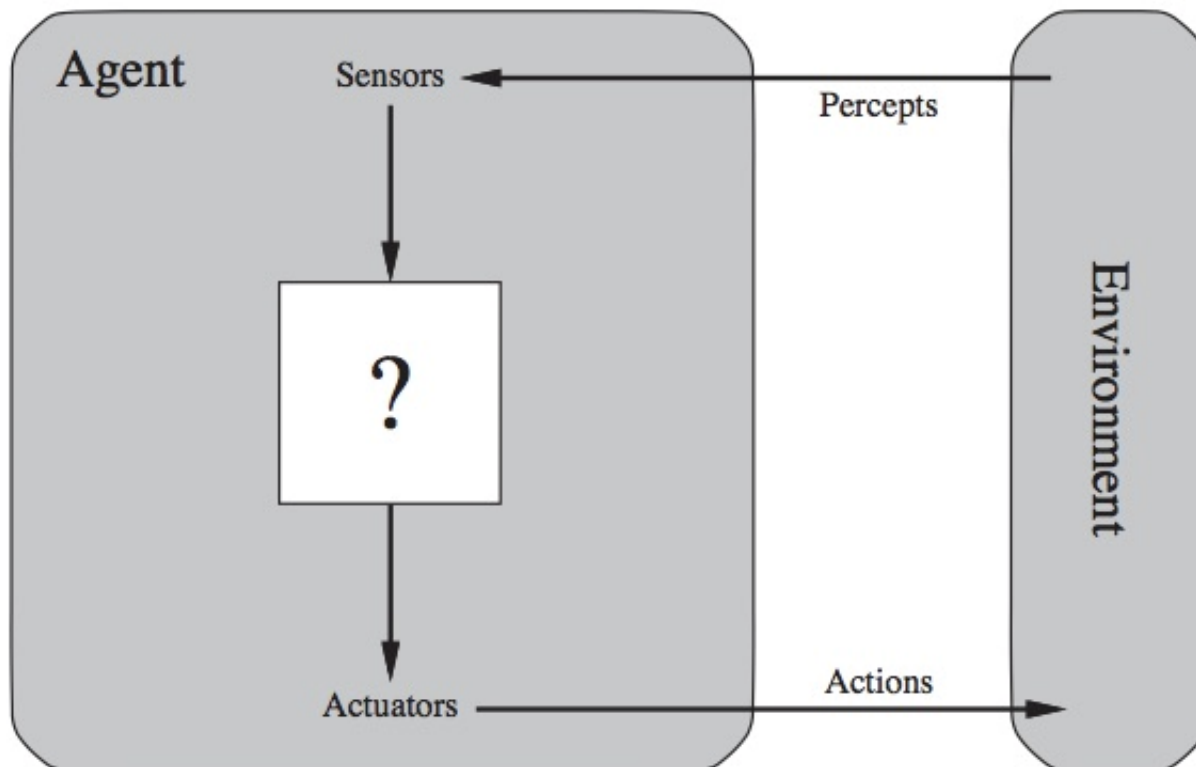 Agent
Sensors
Percepts
?
Environment
Actions
Actuators